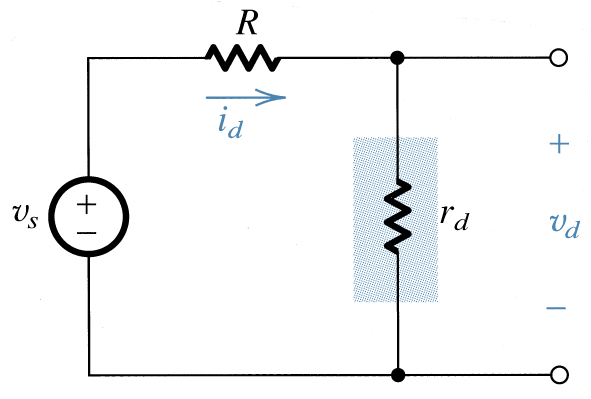 R
i_d
+
v_s
+
−
r_d
v_d
−